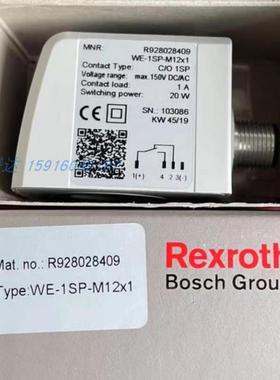 MNR: R928028409
WE-1SP-M12x1
Contact Type: C/O 1SP
Voltage range: max.150V DC/AC
Contact load: 1 A
Switching power: 20 W
SN.: 103086
KW 45/19
1(+) 4 2 3(-)
Mat. no.: R928028409
Type:WE-1SP-M12x1
Rexroth
Bosch Group